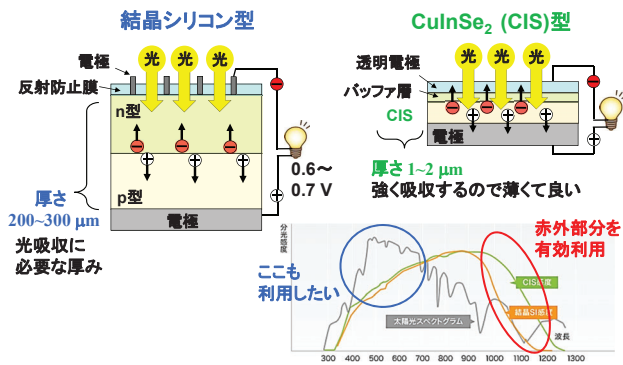 結晶シリコン型
光 光 光
電極
反射防止膜
n型
p型
電極
厚さ
200~300 μm
光吸収に
必要な厚み
0.6～
0.7 V
CuInSe2 (CIS)型
光 光 光
透明電極
バッファ層
CIS
電極
厚さ 1~2 μm
強く吸収するので薄くて良い
分光感度
ここも
利用したい
赤外部分を
有効利用
CIS感度
結晶SI感度
太陽光スペクトグラム
波長
300 400 500 600 700 800 900 1000 1100 1200 1300